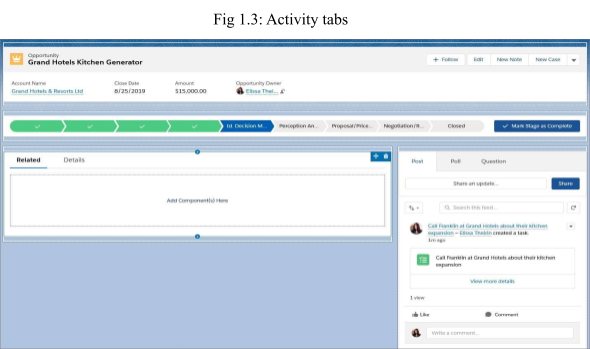 Fig 1.3: Activity tabs
Opportunity
Grand Hotels Kitchen Generator
+ Follow Edit New Note New Case
Account Name Close Date Amount Opportunity Owner
Grand Hotels & Resorts Ltd 8/25/2019 $15,000.00 Elissa Thei...
Id. Decision M... Perception An... Proposal/Price... Negotiation/R... Closed Mark Stage as Complete
Related Details
Add Component(s) Here
Post Poll Question
Share an update... Share
Search this feed...
Call Franklin at Grand Hotels about their kitchen
expansion – Elissa Theklin created a task.
1m ago
Call Franklin at Grand Hotels about their kitchen
expansion
View more details
1 view
Like Comment
Write a comment...